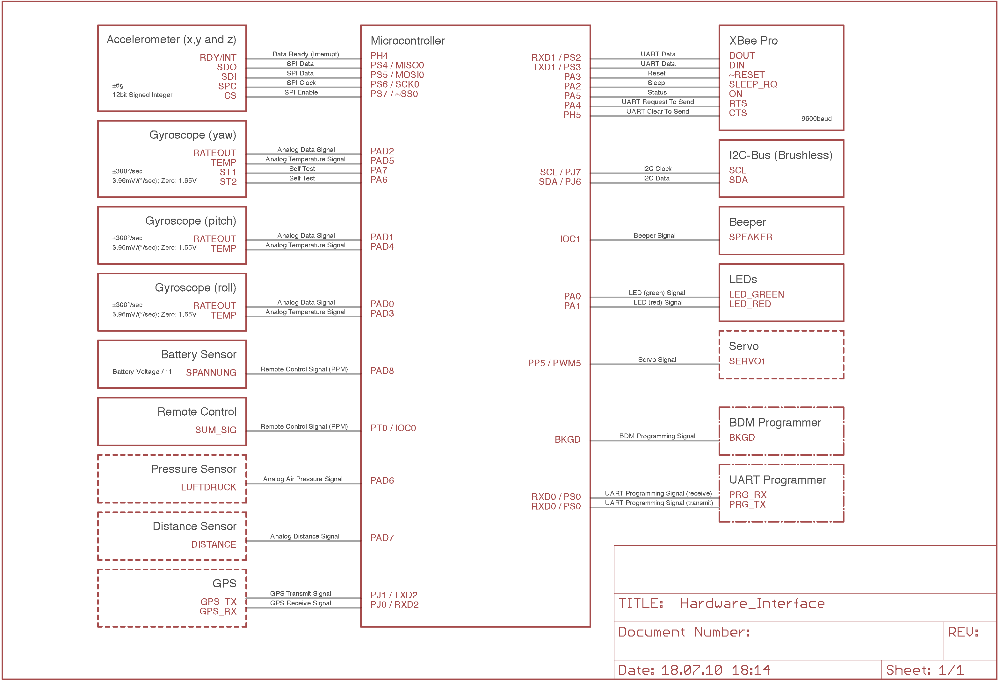 Accelerometer (x,y and z)
RDY/INT
SDO
SDI
SPC
CS
±6g
12bit Signed Integer
Data Ready (Interrupt)
SPI Data
SPI Data
SPI Clock
SPI Enable
Gyroscope (yaw)
RATEOUT
TEMP
ST1
ST2
±300°/sec
3.96mV/(°/sec); Zero: 1.65V
Analog Data Signal
Analog Temperature Signal
Self Test
Self Test
Gyroscope (pitch)
±300°/sec
RATEOUT
3.96mV/(°/sec); Zero: 1.65V
TEMP
Analog Data Signal
Analog Temperature Signal
Gyroscope (roll)
±300°/sec
RATEOUT
3.96mV/(°/sec); Zero: 1.65V
TEMP
Analog Data Signal
Analog Temperature Signal
Battery Sensor
Battery Voltage / 11
SPANNUNG
Remote Control Signal (PPM)
Remote Control
SUM_SIG
Remote Control Signal (PPM)
Pressure Sensor
LUFTDRUCK
Analog Air Pressure Signal
Distance Sensor
DISTANCE
Analog Distance Signal
GPS
GPS_TX
GPS_RX
GPS Transmit Signal
GPS Receive Signal
Microcontroller
PH4
PS4 / MISO0
PS5 / MOSI0
PS6 / SCK0
PS7 / ~SS0
PAD2
PAD5
PA7
PA6
PAD1
PAD4
PAD0
PAD3
PAD8
PT0 / IOC0
PAD6
PAD7
PJ1 / TXD2
PJ0 / RXD2
RXD1 / PS2
TXD1 / PS3
PA3
PA2
PA5
PA4
PH5
SCL / PJ7
SDA / PJ6
IOC1
PA0
PA1
PP5 / PWM5
BKGD
RXD0 / PS0
RXD0 / PS0
UART Data
UART Data
Reset
Sleep
Status
UART Request To Send
UART Clear To Send
XBee Pro
DOUT
DIN
~RESET
SLEEP_RQ
ON
RTS
CTS
9600baud
I2C Clock
I2C Data
I2C-Bus (Brushless)
SCL
SDA
Beeper Signal
Beeper
SPEAKER
LED (green) Signal
LED (red) Signal
LEDs
LED_GREEN
LED_RED
Servo Signal
Servo
SERVO1
BDM Programming Signal
BDM Programmer
BKGD
UART Programming Signal (receive)
UART Programming Signal (transmit)
UART Programmer
PRG_RX
PRG_TX
TITLE: Hardware_Interface
Document Number:
REV:
Date: 18.07.10 18:14
Sheet: 1/1